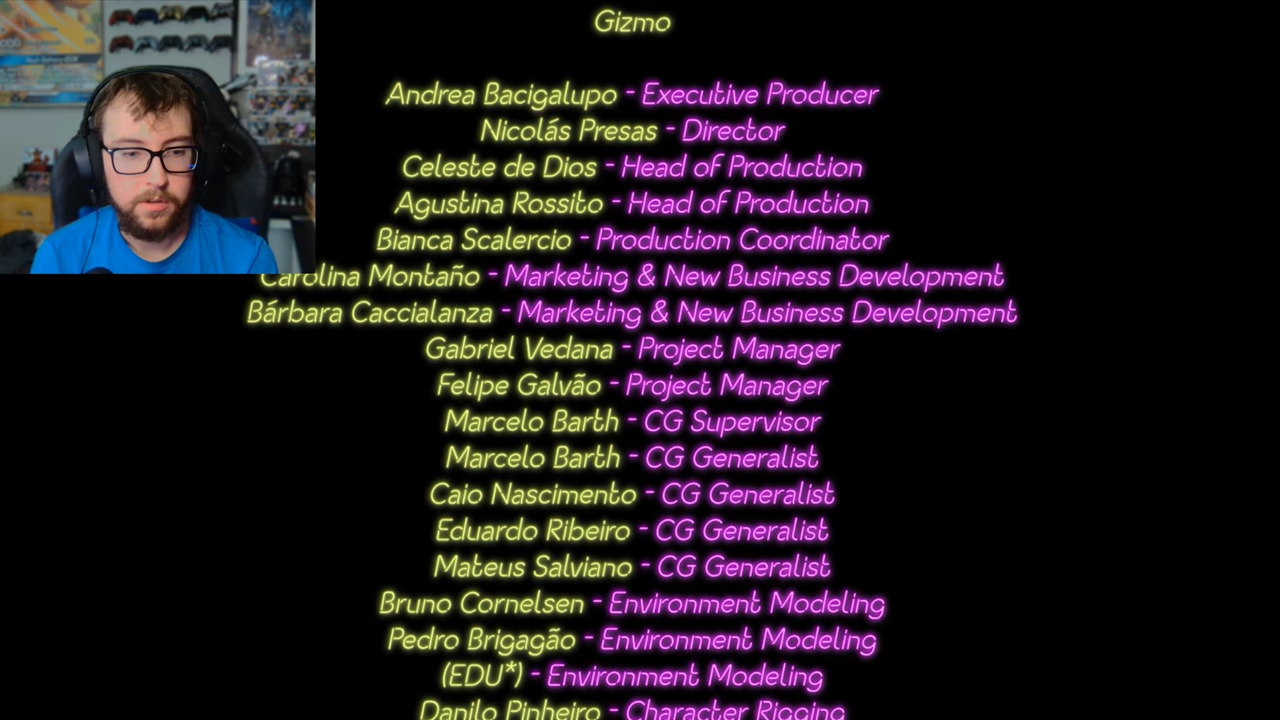 Gizmo
Andrea Bacigalupo - Executive Producer
Nicolás Presas - Director
Celeste de Dios - Head of Production
Agustina Rossito - Head of Production
Bianca Scalercio - Production Coordinator
Carolina Montaño - Marketing & New Business Development
Bárbara Caccialanza - Marketing & New Business Development
Gabriel Vedana - Project Manager
Felipe Galvão - Project Manager
Marcelo Barth - CG Supervisor
Marcelo Barth - CG Generalist
Caio Nascimento - CG Generalist
Eduardo Ribeiro - CG Generalist
Mateus Salviano - CG Generalist
Bruno Cornelsen - Environment Modeling
Pedro Brigagão - Environment Modeling
(EDU*) - Environment Modeling
Danilo Pinheiro - Character Rigging